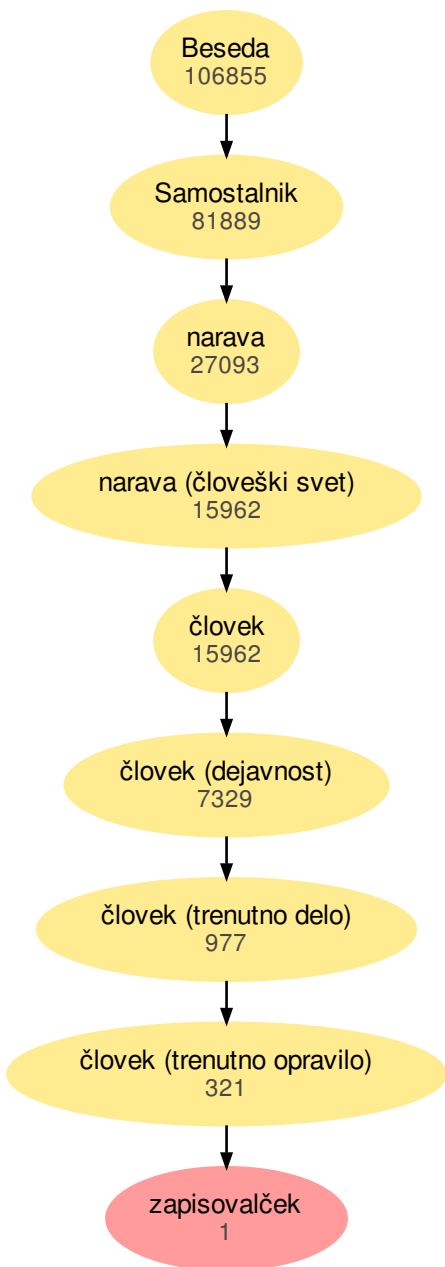 Beseda
106855
Samostalnik
81889
narava
27093
narava (človeški svet)
15962
človek
15962
človek (dejavnost)
7329
človek (trenutno delo)
977
človek (trenutno opravilo)
321
zapisovalček
1